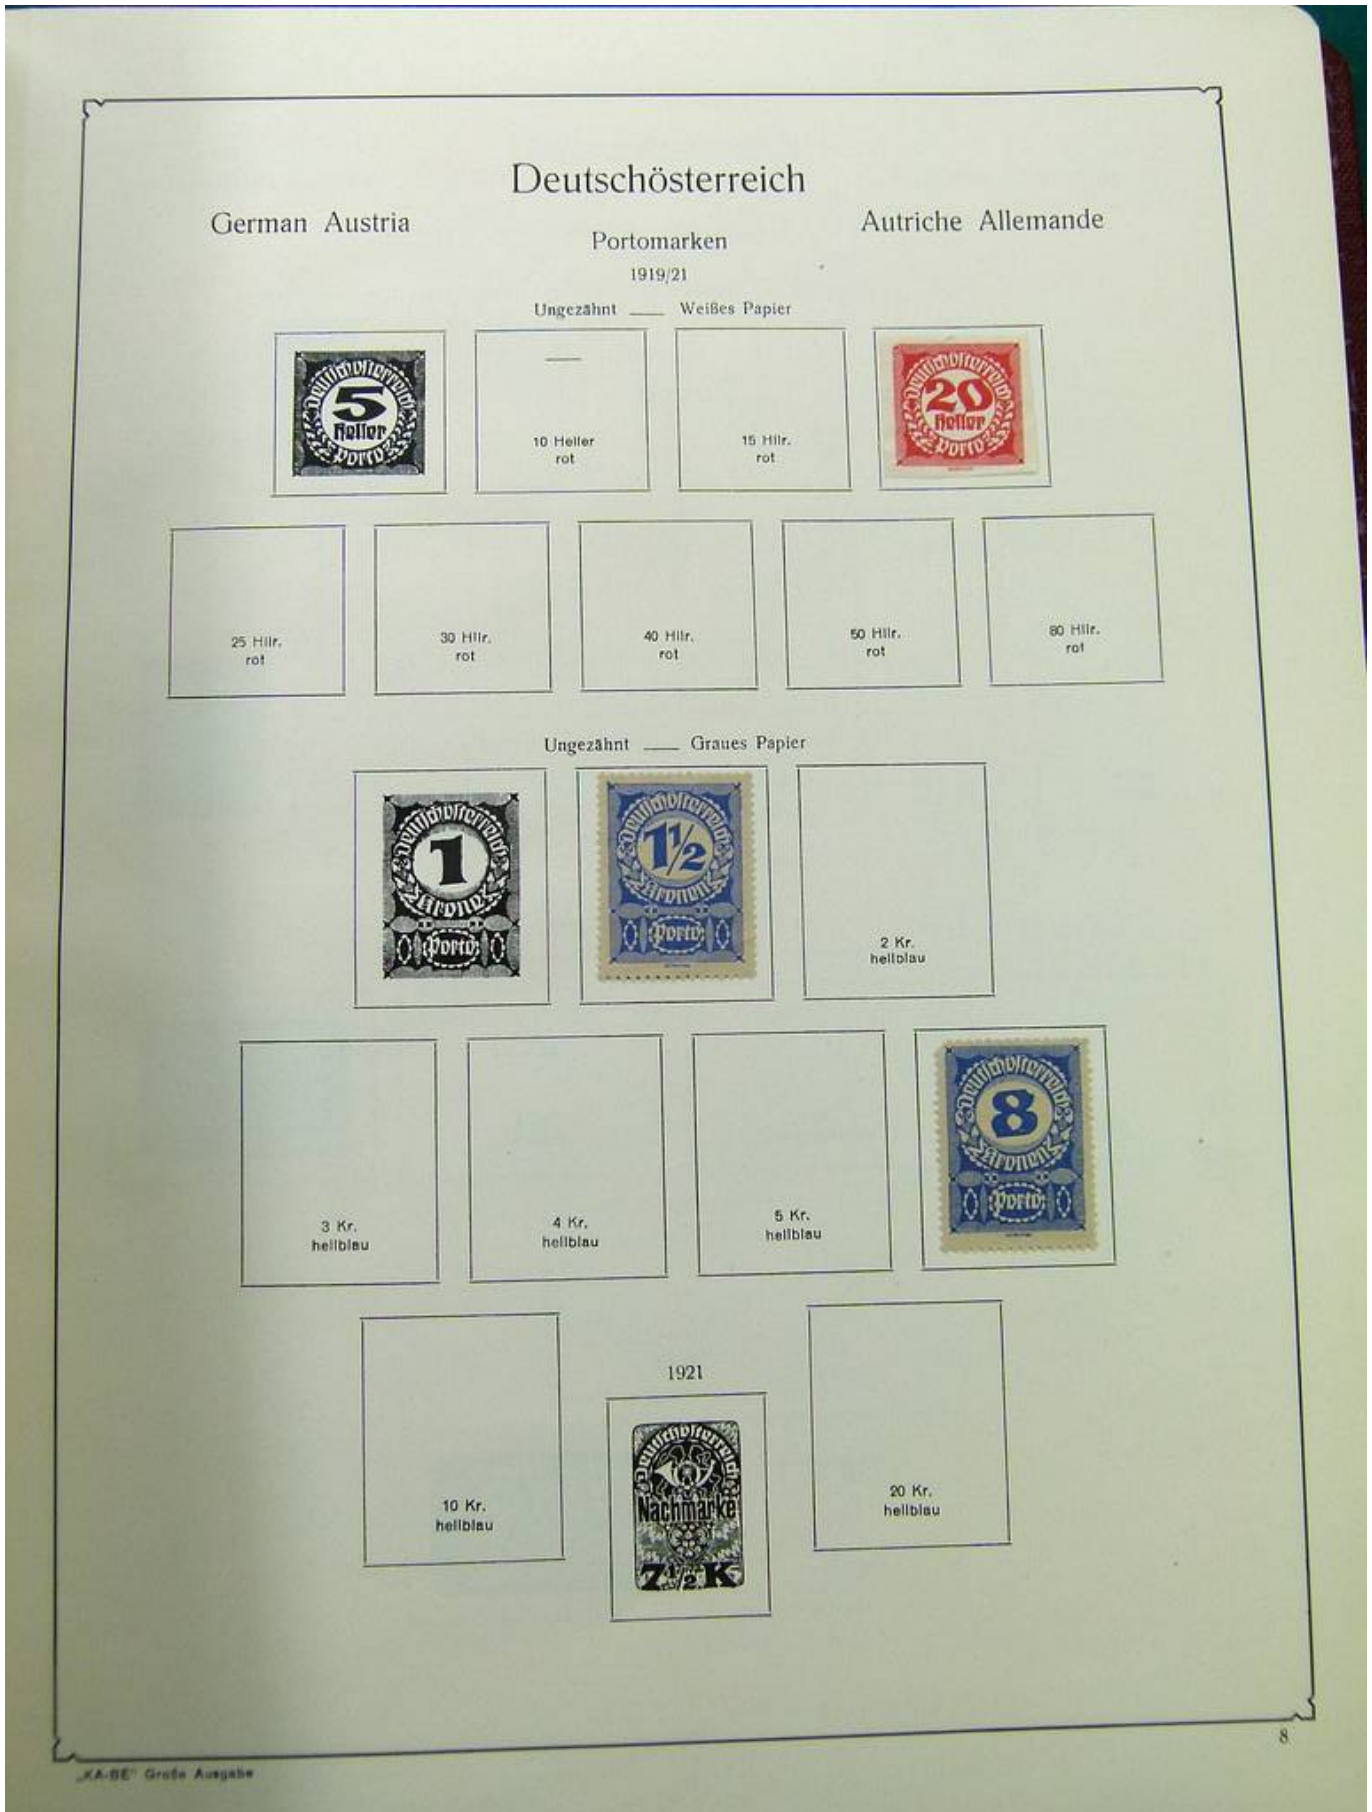 Deutschösterreich
German Austria
Autriche Allemande
Portomarken
1919/21
Ungezähnt — Weißes Papier
Deutschösterreich
5
Heller
Porto
10 Heller
rot
15 Hllr.
rot
Deutschösterreich
20
Heller
Porto
25 Hllr.
rot
30 Hllr.
rot
40 Hllr.
rot
50 Hllr.
rot
80 Hllr.
rot
Ungezähnt — Graues Papier
Deutschösterreich
1
Krone
Porto
Deutschösterreich
1½
Kronen
Porto
2 Kr.
hellblau
3 Kr.
hellblau
4 Kr.
hellblau
5 Kr.
hellblau
Deutschösterreich
8
Kronen
Porto
10 Kr.
hellblau
1921
Deutschösterreich
Nachmarke
7½ K
20 Kr.
hellblau
8
„KA-BE" Große Ausgabe